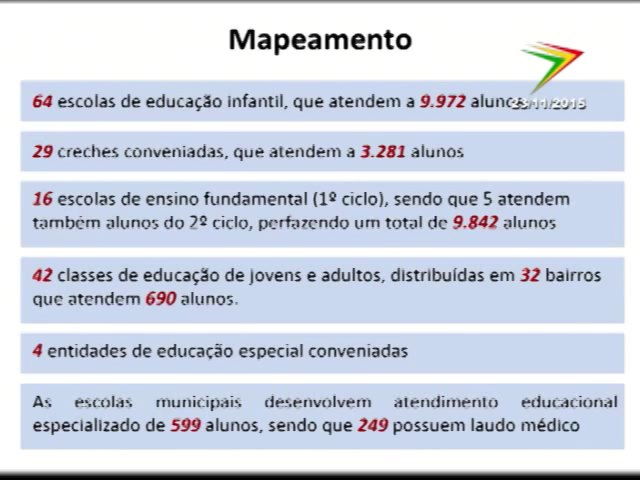 Mapeamento
64 escolas de educação infantil, que atendem a 9.972 alunos
23/11/2015
29 creches conveniadas, que atendem a 3.281 alunos
16 escolas de ensino fundamental (1º ciclo), sendo que 5 atendem
também alunos do 2º ciclo, perfazendo um total de 9.842 alunos
42 classes de educação de jovens e adultos, distribuídas em 32 bairros
que atendem 690 alunos.
4 entidades de educação especial conveniadas
As escolas municipais desenvolvem atendimento educacional
especializado de 599 alunos, sendo que 249 possuem laudo médico